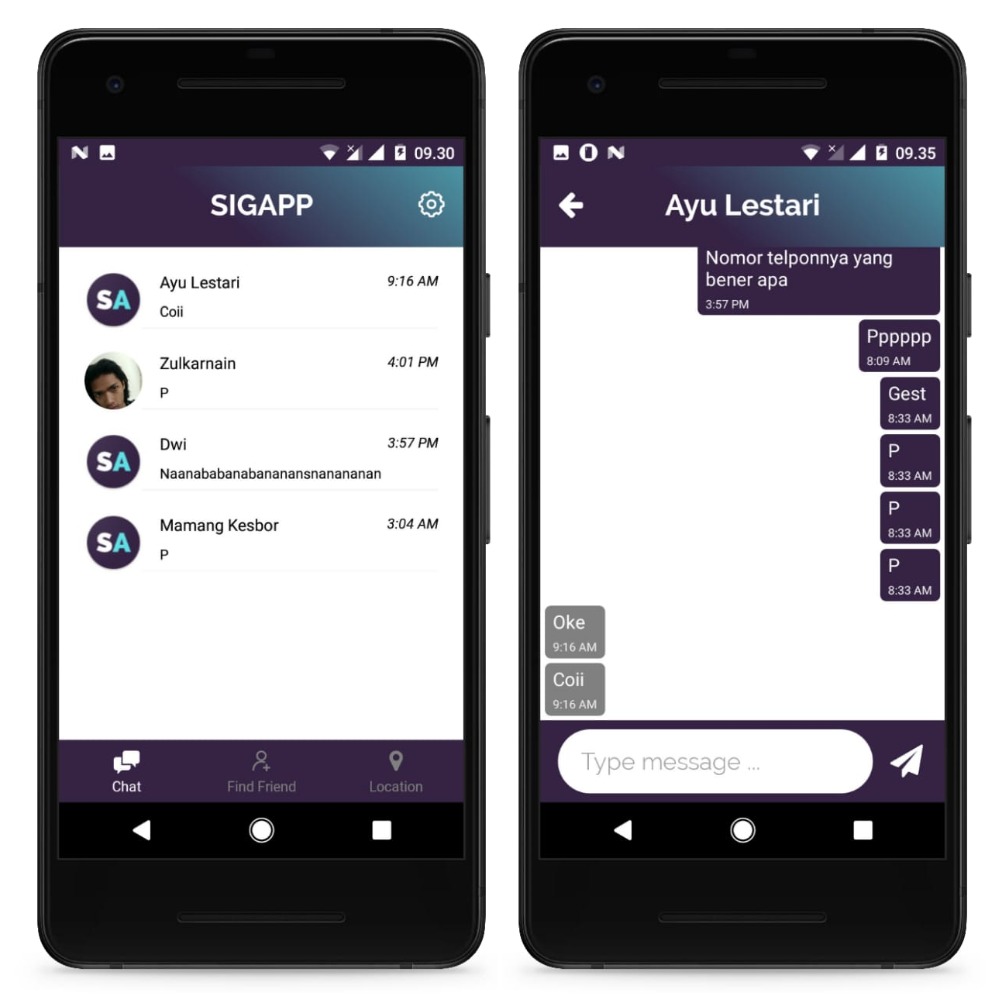 09.30
SIGAPP
SA
Ayu Lestari
9:16 AM
Coii
Zulkarnain
4:01 PM
P
SA
Dwi
3:57 PM
Naanababanabananansnanananan
SA
Mamang Kesbor
3:04 AM
P
Chat
Find Friend
Location
09.35
Ayu Lestari
Nomor telponnya yang
bener apa
3:57 PM
Pppppp
8:09 AM
Gest
8:33 AM
P
8:33 AM
P
8:33 AM
P
8:33 AM
Oke
9:16 AM
Coii
9:16 AM
Type message ...